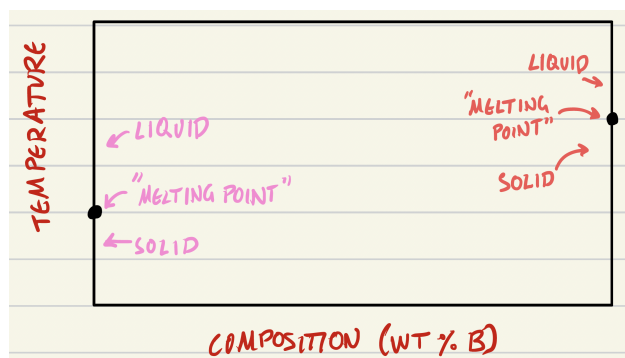 TEMPERATURE
LIQUID
"MELTING POINT"
SOLID
LIQUID
"MELTING
POINT"
SOLID
COMPOSITION (WT % B)